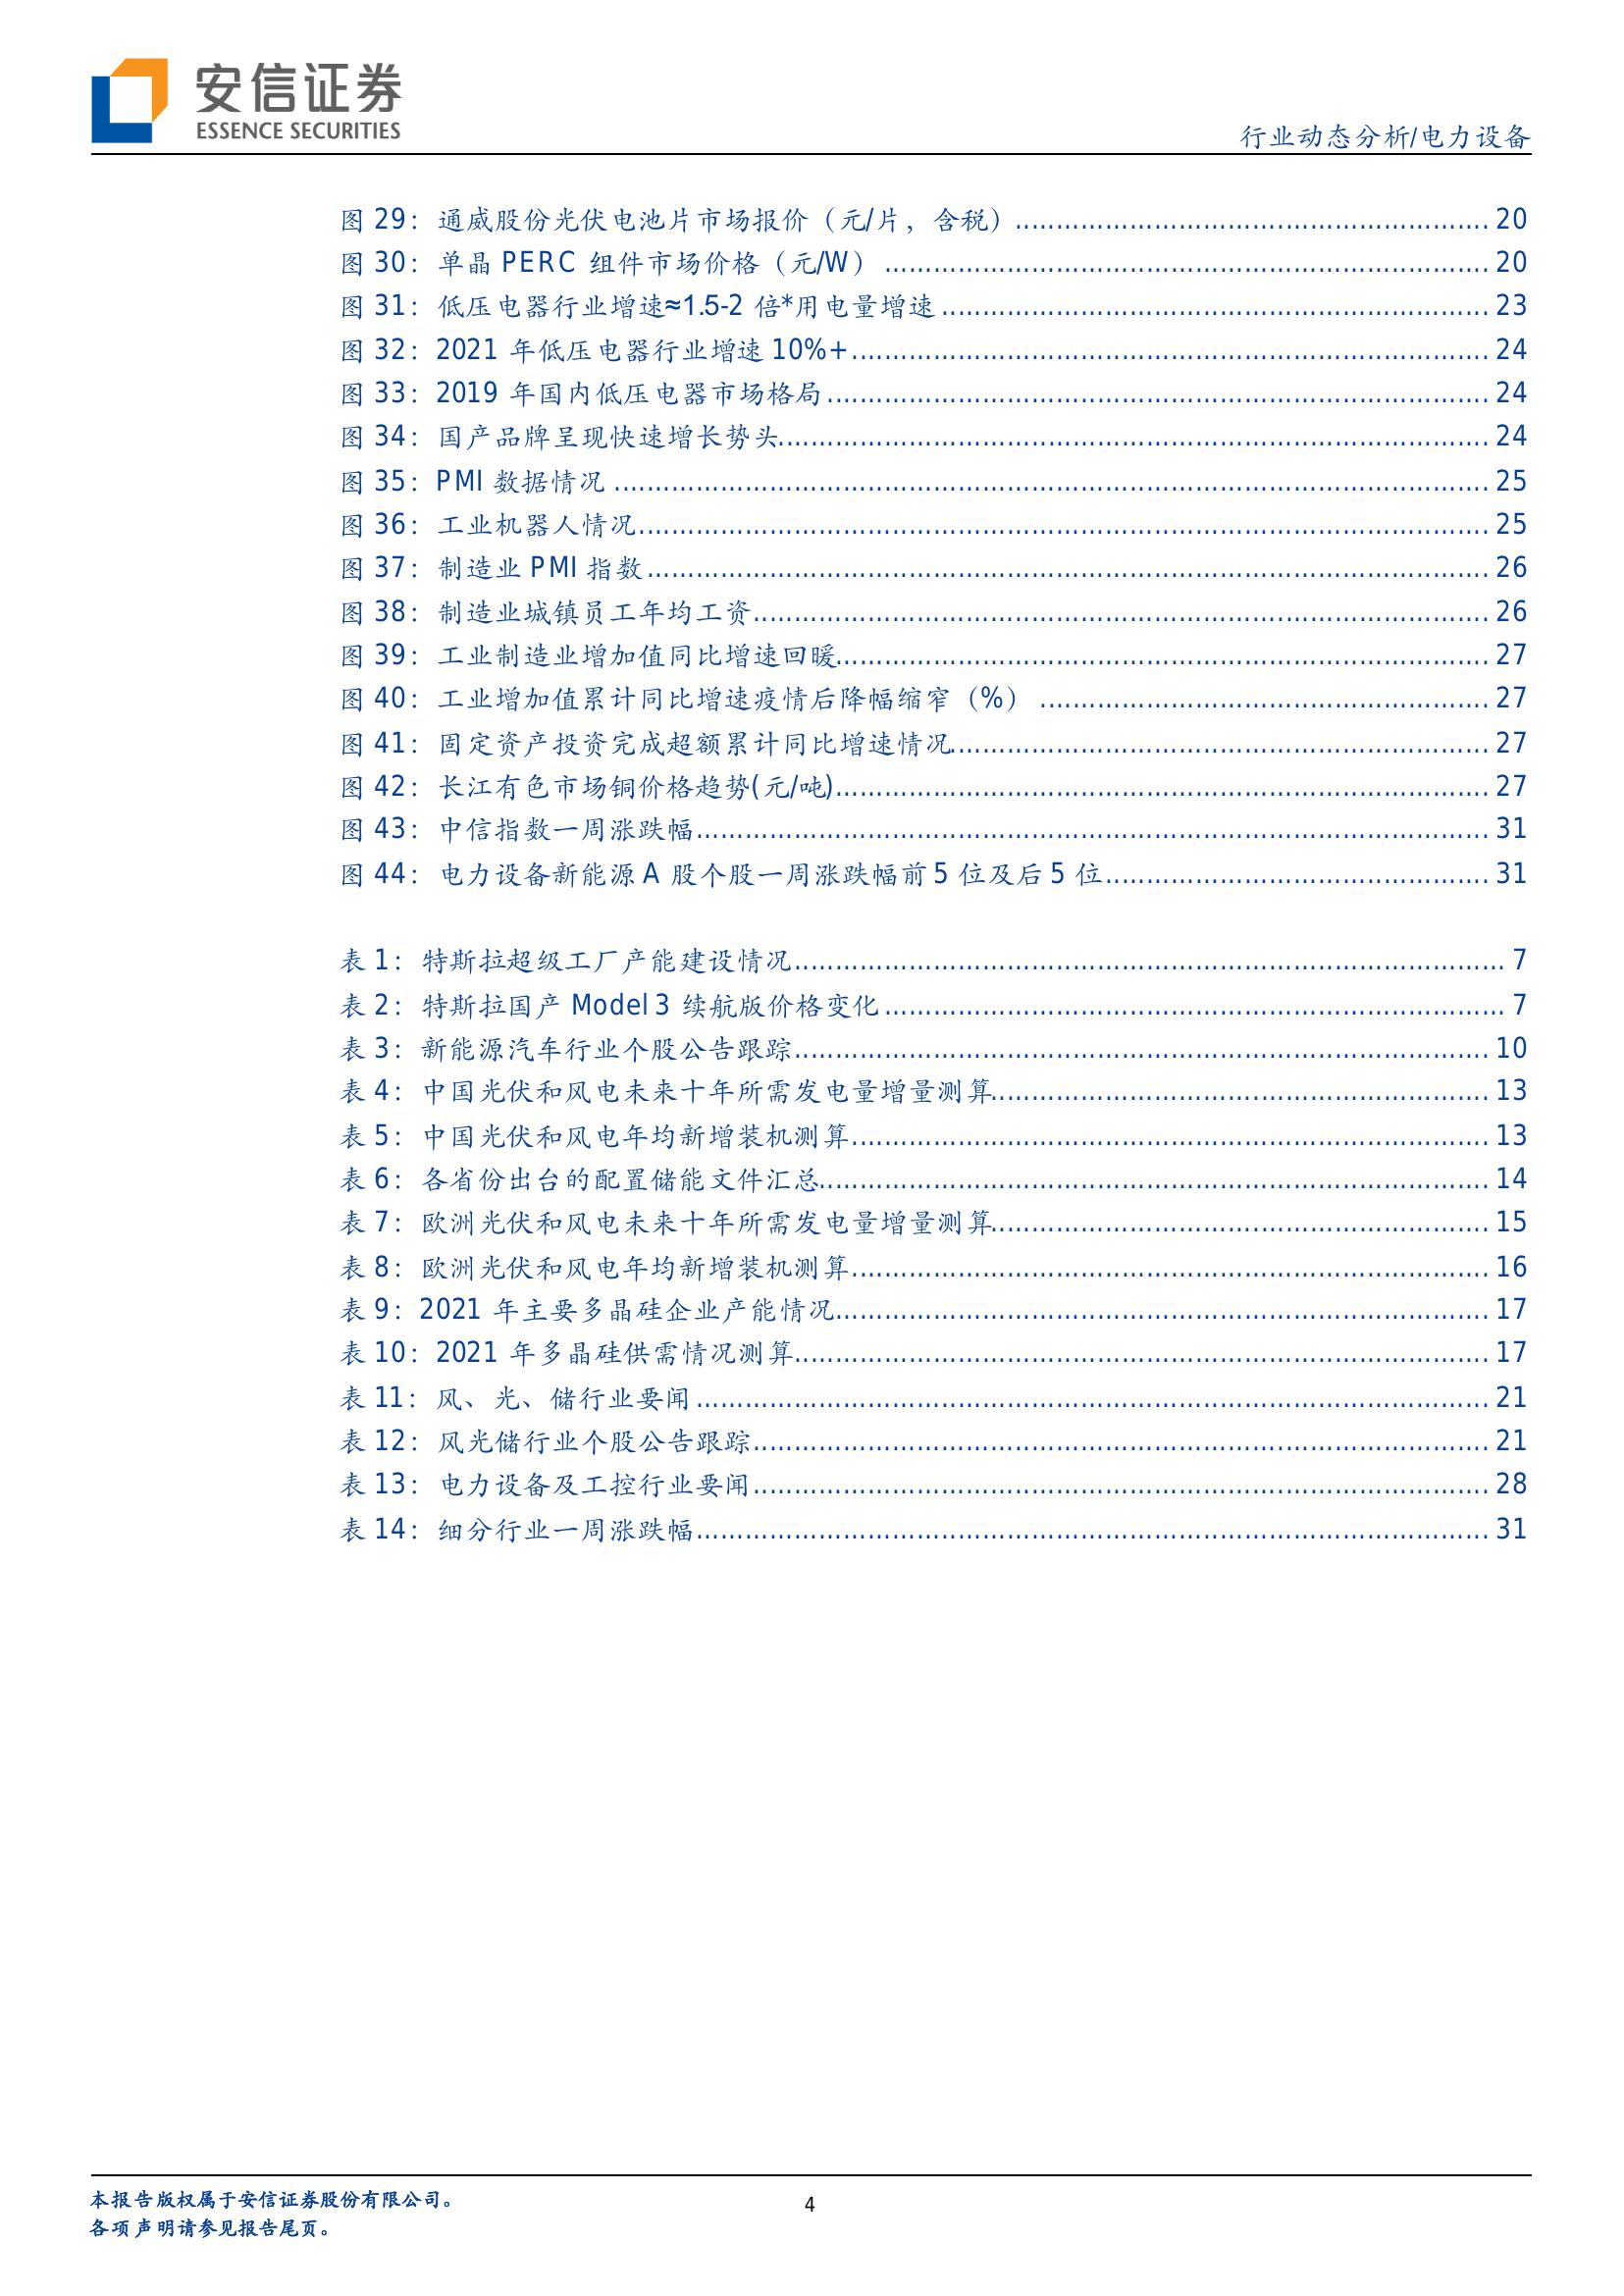 安信证券
ESSENCE SECURITIES
行业动态分析/电力设备
图 29：通威股份光伏电池片市场报价（元/片，含税）........................................ 20
图 30：单晶 PERC 组件市场价格（元/W）........................................ 20
图 31：低压电器行业增速≈1.5-2 倍*用电量增速........................................ 23
图 32：2021 年低压电器行业增速 10%+........................................ 24
图 33：2019 年国内低压电器市场格局........................................ 24
图 34：国产品牌呈现快速增长势头........................................ 24
图 35：PMI 数据情况........................................ 25
图 36：工业机器人情况........................................ 25
图 37：制造业 PMI 指数........................................ 26
图 38：制造业城镇员工年均工资........................................ 26
图 39：工业制造业增加值同比增速回暖........................................ 27
图 40：工业增加值累计同比增速疫情后降幅缩窄（%）........................................ 27
图 41：固定资产投资完成超额累计同比增速情况........................................ 27
图 42：长江有色市场铜价格趋势(元/吨)........................................ 27
图 43：中信指数一周涨跌幅........................................ 31
图 44：电力设备新能源 A 股个股一周涨跌幅前 5 位及后 5 位........................................ 31
表 1：特斯拉超级工厂产能建设情况........................................ 7
表 2：特斯拉国产 Model 3 续航版价格变化........................................ 7
表 3：新能源汽车行业个股公告跟踪........................................ 10
表 4：中国光伏和风电未来十年所需发电量增量测算........................................ 13
表 5：中国光伏和风电年均新增装机测算........................................ 13
表 6：各省份出台的配置储能文件汇总........................................ 14
表 7：欧洲光伏和风电未来十年所需发电量增量测算........................................ 15
表 8：欧洲光伏和风电年均新增装机测算........................................ 16
表 9：2021 年主要多晶硅企业产能情况........................................ 17
表 10：2021 年多晶硅供需情况测算........................................ 17
表 11：风、光、储行业要闻........................................ 21
表 12：风光储行业个股公告跟踪........................................ 21
表 13：电力设备及工控行业要闻........................................ 28
表 14：细分行业一周涨跌幅........................................ 31
本报告版权属于安信证券股份有限公司。
4
各项声明请参见报告尾页。